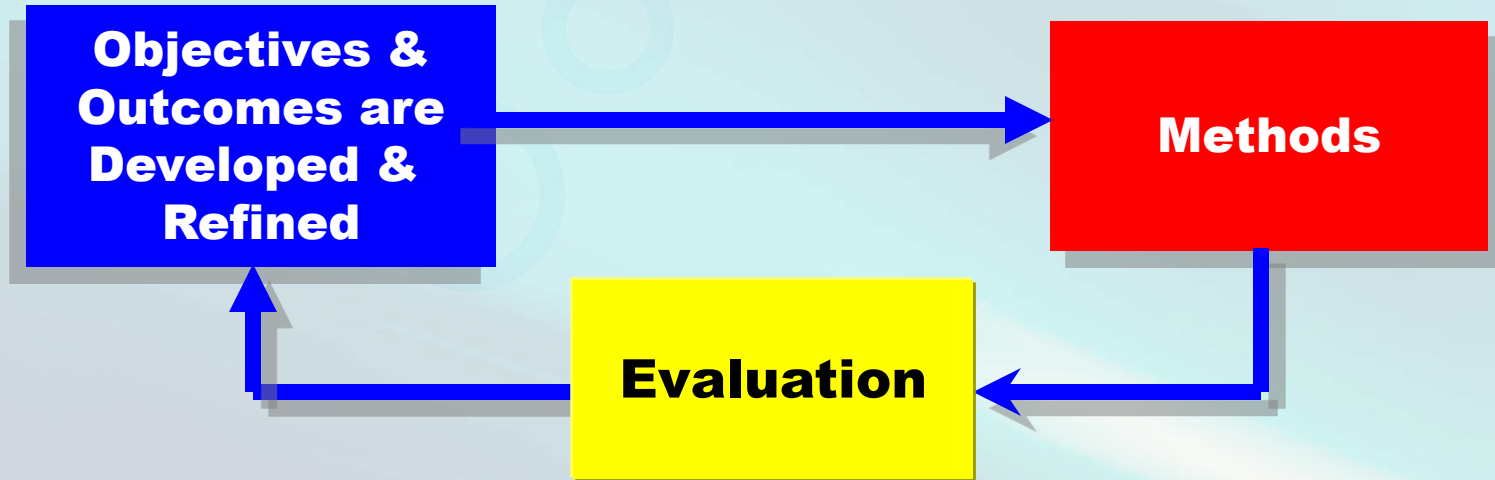 Objectives &
Outcomes are
Developed &
Refined
Methods
Evaluation